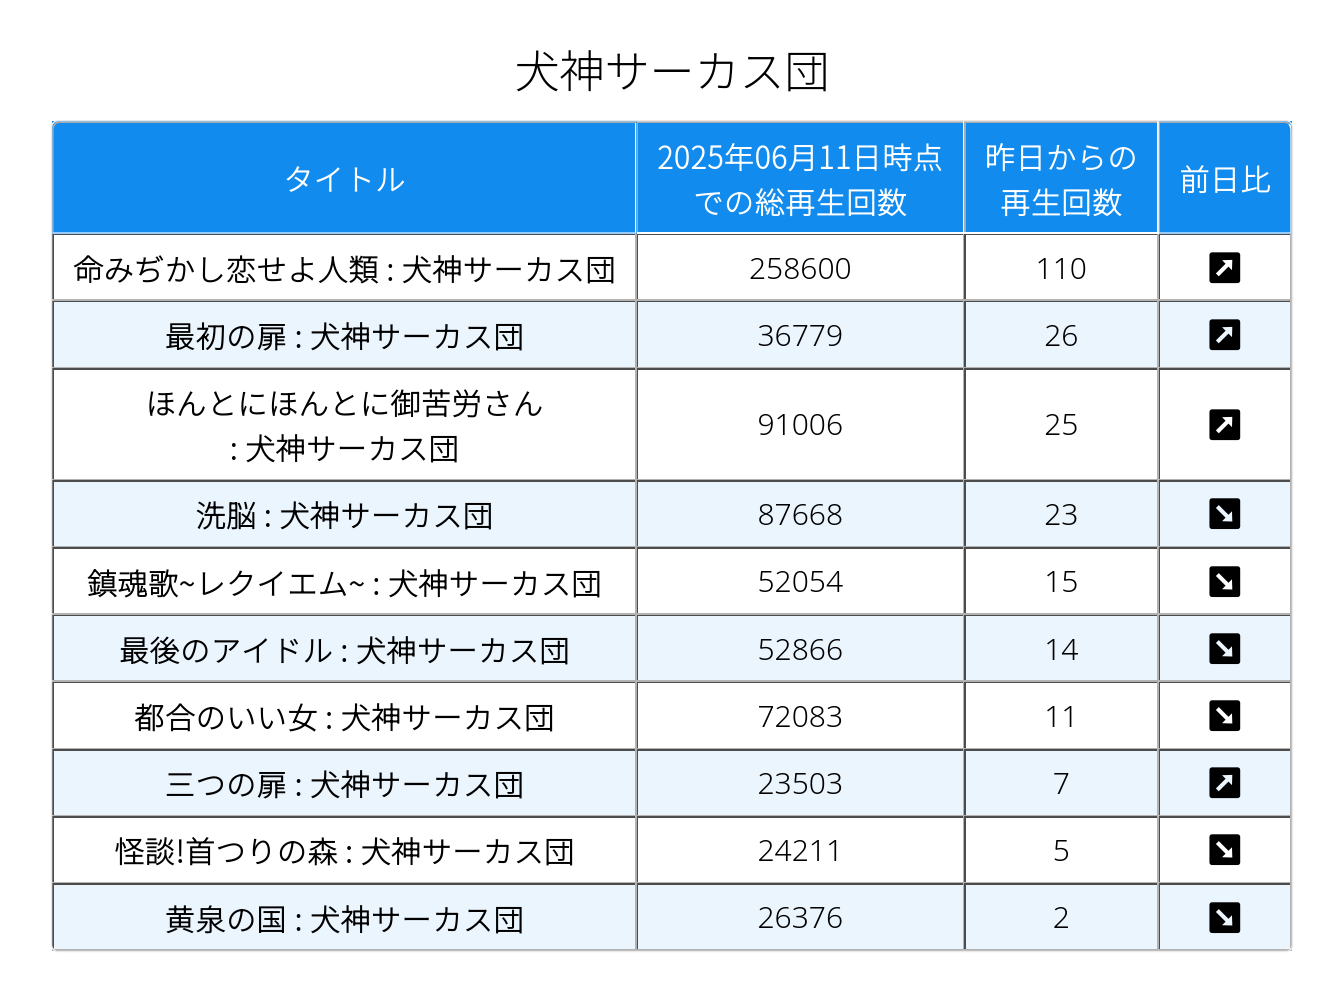 犬神サーカス団
タイトル
2025年06月11日時点
での総再生回数
昨日からの
再生回数
前日比
命みぢかし恋せよ人類 : 犬神サーカス団
258600
110
最初の扉 : 犬神サーカス団
36779
26
ほんとにほんとに御苦労さん
: 犬神サーカス団
91006
25
洗脳 : 犬神サーカス団
87668
23
鎮魂歌~レクイエム~ : 犬神サーカス団
52054
15
最後のアイドル : 犬神サーカス団
52866
14
都合のいい女 : 犬神サーカス団
72083
11
三つの扉 : 犬神サーカス団
23503
7
怪談!首つりの森 : 犬神サーカス団
24211
5
黄泉の国 : 犬神サーカス団
26376
2